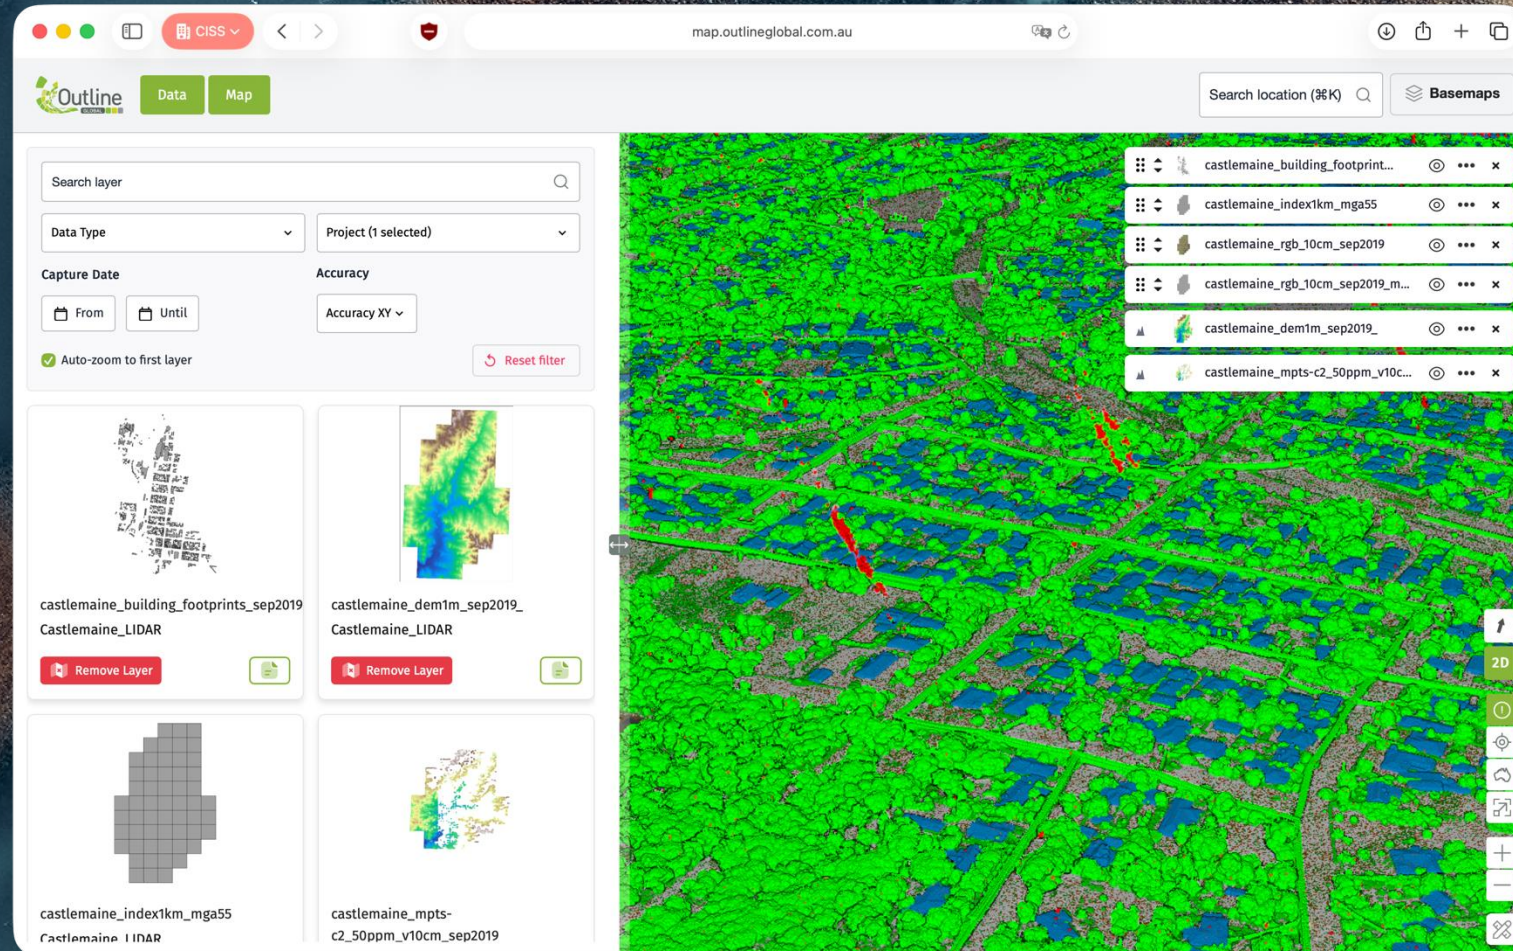 CISS
map.outlineglobal.com.au
Outline
GLOBAL
Data
Map
Search location (⌘K)
Basemaps
Search layer
Data Type
Project (1 selected)
Capture Date
Accuracy
From
Until
Accuracy XY
Auto-zoom to first layer
Reset filter
castlemaine_building_footprints_sep2019
Castlemaine_LIDAR
Remove Layer
castlemaine_dem1m_sep2019_
Castlemaine_LIDAR
Remove Layer
castlemaine_index1km_mga55
Castlemaine_LIDAR
castlemaine_mpts-
c2_50ppm_v10cm_sep2019
castlemaine_building_footprint...
castlemaine_index1km_mga55
castlemaine_rgb_10cm_sep2019
castlemaine_rgb_10cm_sep2019_m...
castlemaine_dem1m_sep2019_
castlemaine_mpts-c2_50ppm_v10c...
2D